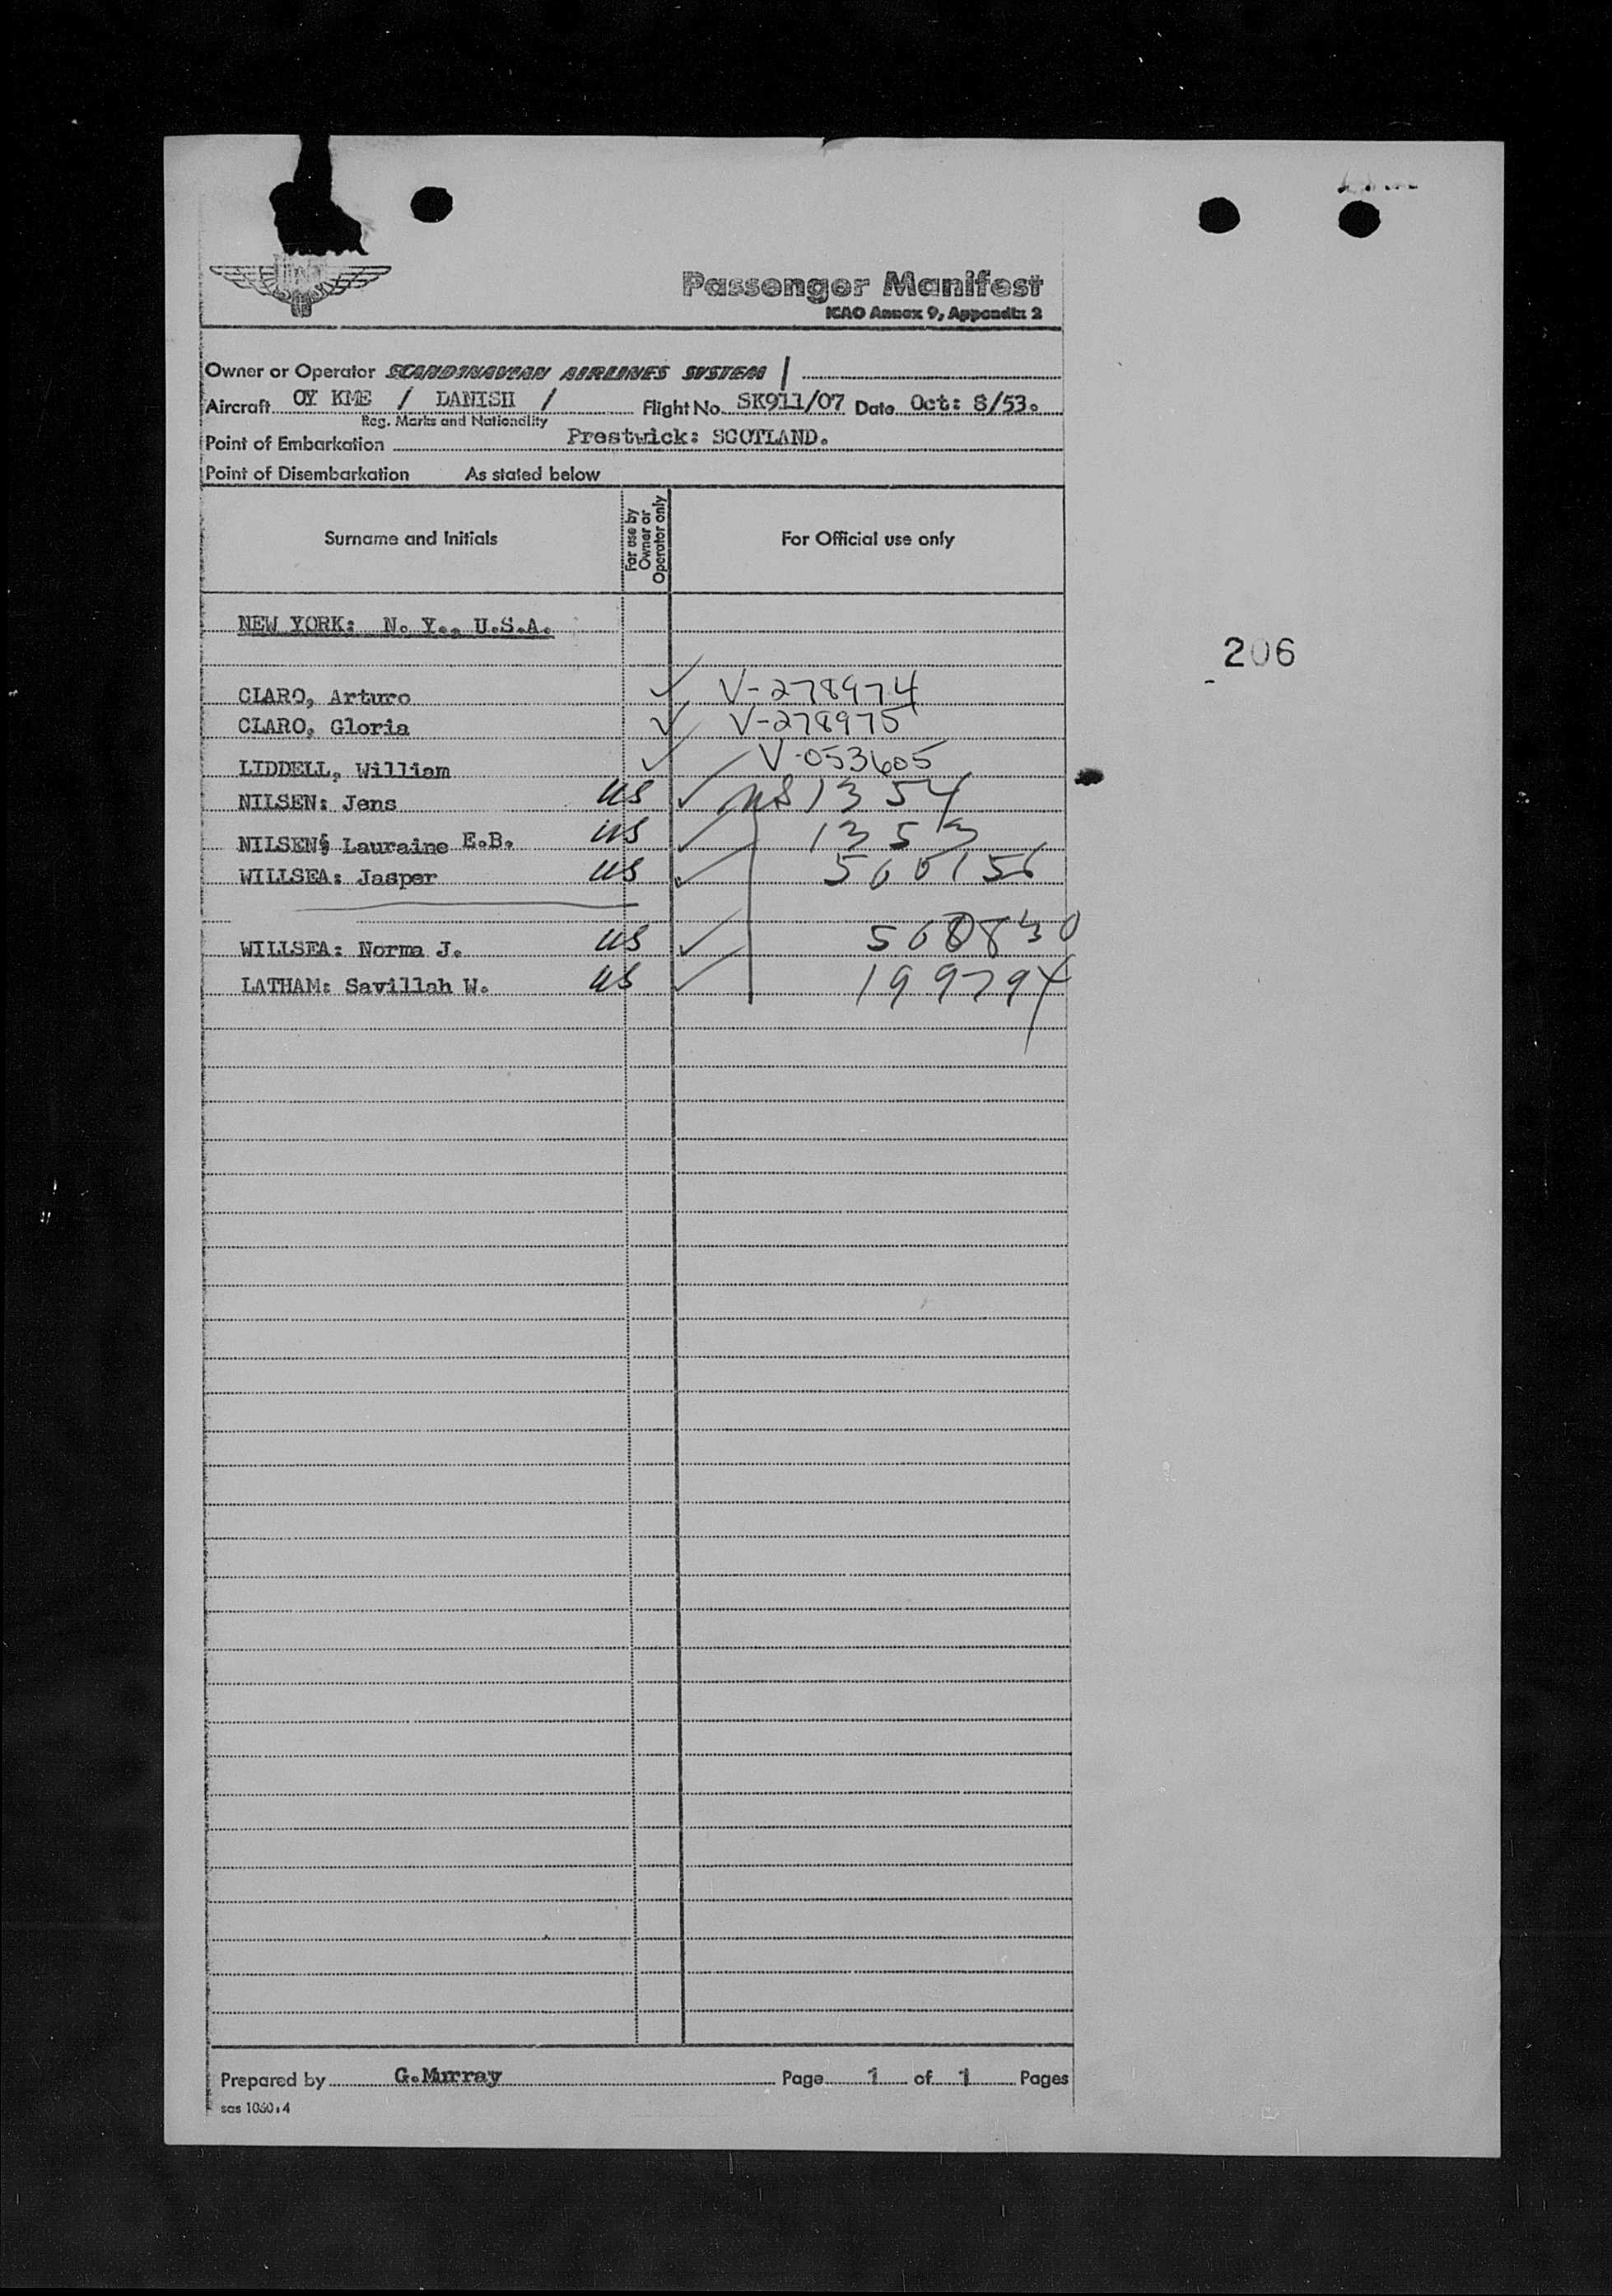 Passenger Manifest
ICAO Annex 9, Appendix 2
Owner or Operator SCANDINAVIAN AIRLINES SYSTEM
Aircraft OY KME / DANISH / Flight No. SK911/07 Date Oct: 8/53.
Reg. Marks and Nationality
Point of Embarkation Prestwick: SCOTLAND.
Point of Disembarkation As stated below
Surname and Initials For use by Owner or Operator only For Official use only
NEW YORK: N. Y., U.S.A.
206
CLARO, Arturo ✓ V-278974
CLARO, Gloria ✓ V-278975
LIDDELL, William ✓ V-053605
NILSEN: Jens US ✓ 1354
NILSEN: Lauraine E.B. US ✓ 1353
WILLSEA: Jasper US ✓ 560156
WILLSEA: Norma J. US ✓
LATHAM: Savillah W. US ✓ 199794
Prepared by G.Murray Page 1 of 1 Pages
sas 1060:4